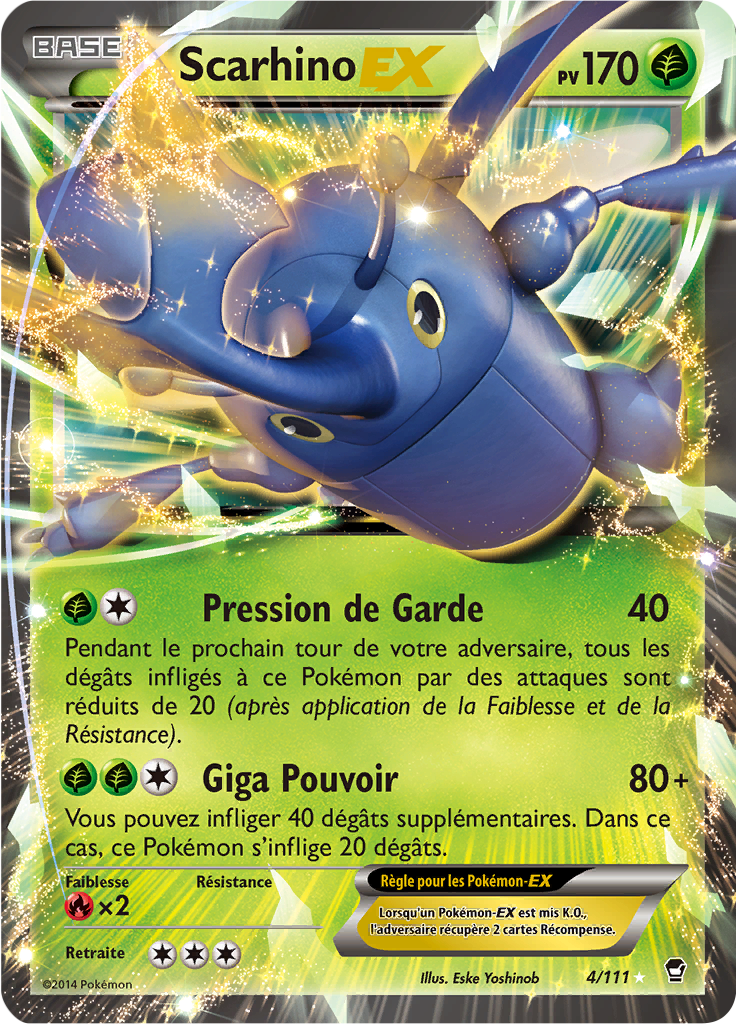 BASE
Scarhino EX
PV 170
Pression de Garde 40
Pendant le prochain tour de votre adversaire, tous les
dégâts infligés à ce Pokémon par des attaques sont
réduits de 20 (après application de la Faiblesse et de la
Résistance).
Giga Pouvoir 80+
Vous pouvez infliger 40 dégâts supplémentaires. Dans ce
cas, ce Pokémon s'inflige 20 dégâts.
Faiblesse Résistance
×2
Règle pour les Pokémon-EX
Lorsqu'un Pokémon-EX est mis K.O.,
l'adversaire récupère 2 cartes Récompense.
Retraite
©2014 Pokémon
Illus. Eske Yoshinob
4/111